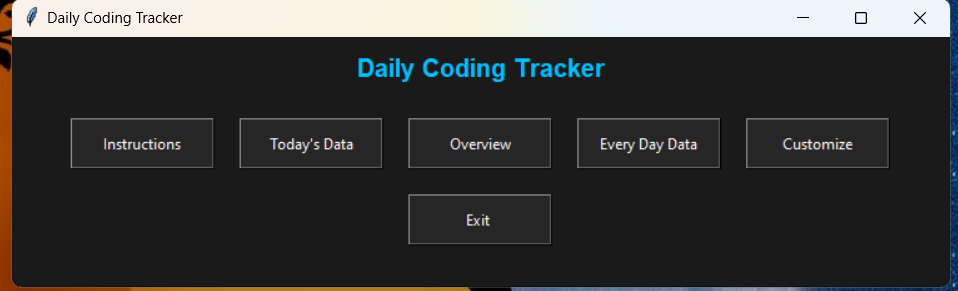 Daily Coding Tracker
Daily Coding Tracker
Instructions Today's Data Overview Every Day Data Customize
Exit